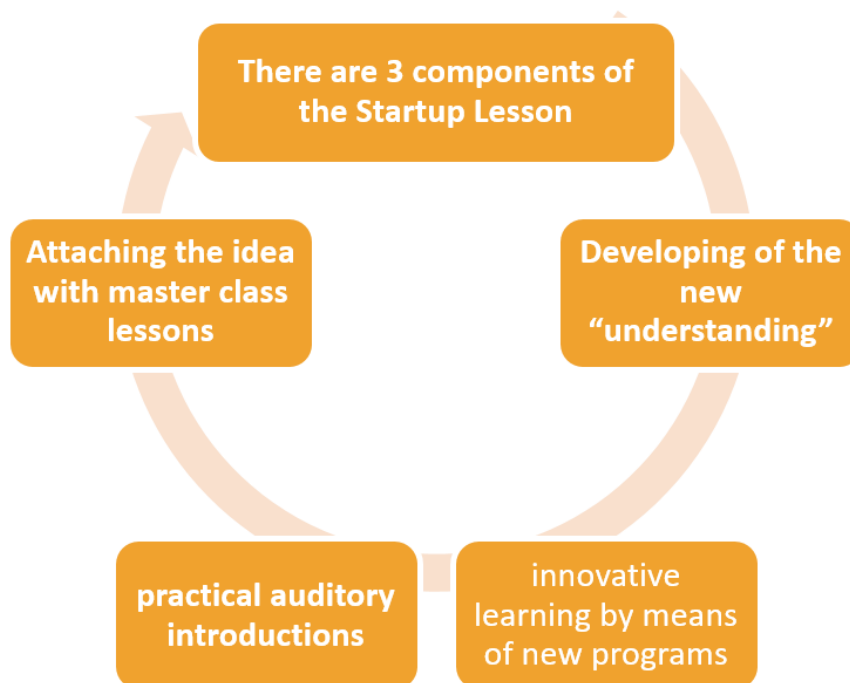 There are 3 components of
the Startup Lesson
Developing of the
new
“understanding”
innovative
learning by means
of new programs
practical auditory
introductions
Attaching the idea
with master class
lessons